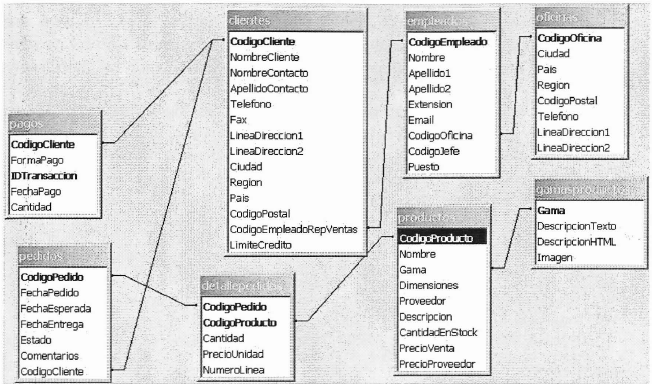 clientes
CodigoCliente
NombreCliente
NombreContacto
ApellidoContacto
Telefono
Fax
LineaDireccion1
LineaDireccion2
Ciudad
Region
Pais
CodigoPostal
CodigoEmpleadoRepVentas
LimiteCredito
empleados
CodigoEmpleado
Nombre
Apellido1
Apellido2
Extension
Email
CodigoOficina
CodigoJefe
Puesto
oficinas
CodigoOficina
Ciudad
Pais
Region
CodigoPostal
Telefono
LineaDireccion1
LineaDireccion2
pagos
CodigoCliente
FormaPago
IDTransaccion
FechaPago
Cantidad
pedidos
CodigoPedido
FechaPedido
FechaEsperada
FechaEntrega
Estado
Comentarios
CodigoCliente
detallepedidos
CodigoPedido
CodigoProducto
Cantidad
PrecioUnidad
NumeroLinea
productos
CodigoProducto
Nombre
Gama
Dimensiones
Proveedor
Descripcion
CantidadEnStock
PrecioVenta
PrecioProveedor
gamasproductos
Gama
DescripcionTexto
DescripcionHTML
Imagen